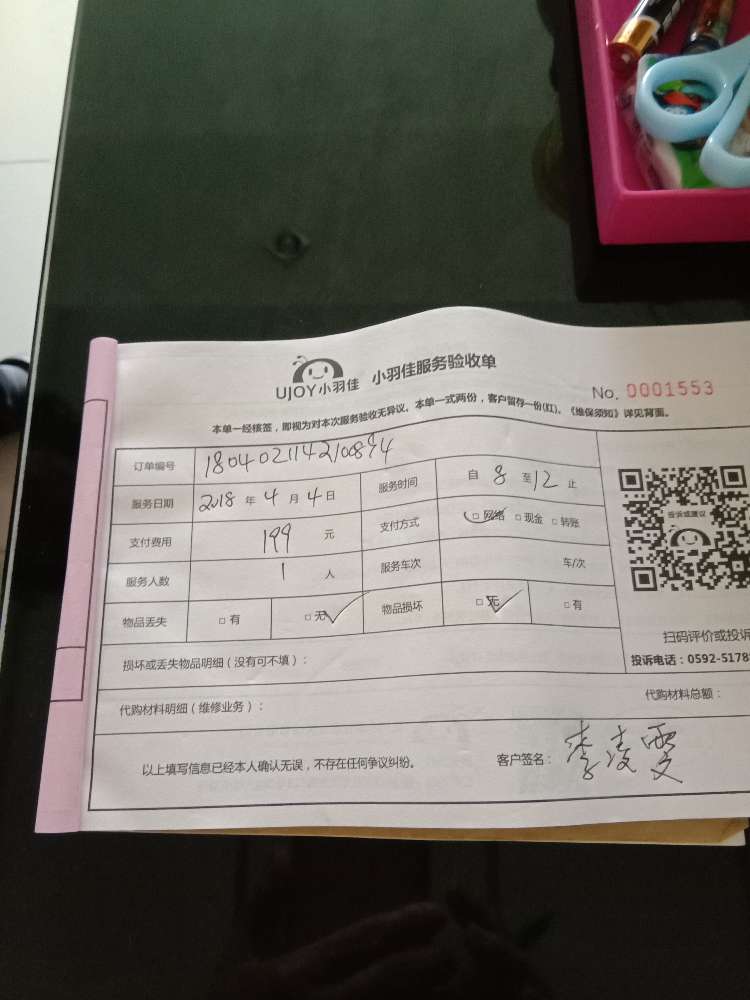 UJOY小羽佳 小羽佳服务验收单
No. 0001553
本单一经核签，即视为对本次服务验收无异议。本单一式两份，客户留存一份(红)。《维保须知》详见背面。
订单编号 1804021142100894
服务日期 2018 年 4 月 4 日 服务时间 自 8 至 12 止
支付费用 199 元 支付方式 □ 网络 □ 现金 □ 转账
服务人数 1 人 服务车次 车/次
物品丢失 □ 有 □ 无 物品损坏 □ 无 □ 有
投诉或建议
扫码评价或投诉
投诉电话：0592-5178
损坏或丢失物品明细（没有可不填）：
代购材料明细（维修业务）： 代购材料总额：
以上填写信息已经本人确认无误，不存在任何争议纠纷。 客户签名： 李凌雯